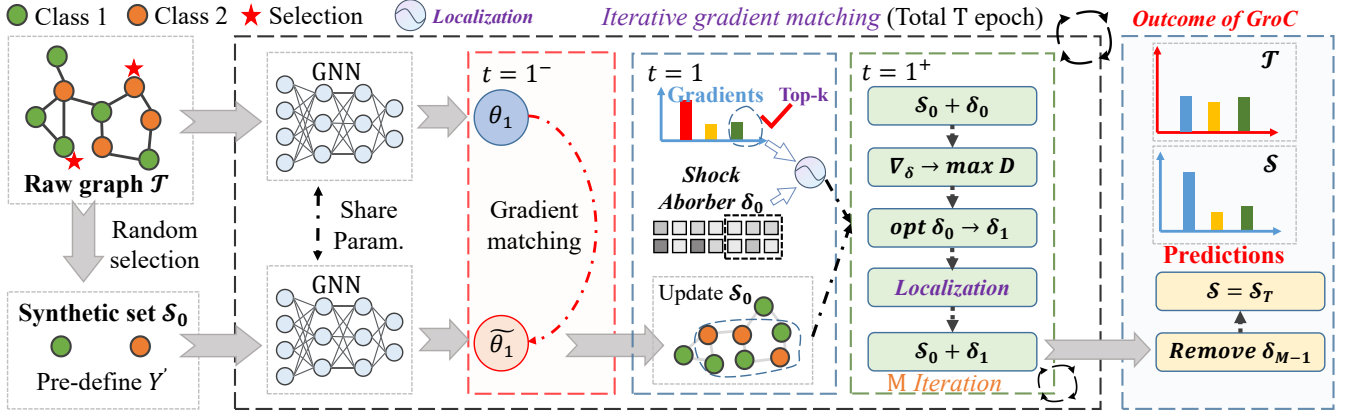 Class 1
Class 2
Selection
Localization
Iterative gradient matching (Total T epoch)
Outcome of GroC
Raw graph 𝒯
Random
selection
Synthetic set 𝒮₀
Pre-define Y′
GNN
Share
Param.
GNN
t = 1⁻
θ₁
Gradient
matching
θ̃₁
t = 1
Gradients
Top-k
Shock
Aborber δ₀
Update 𝒮₀
t = 1⁺
𝒮₀ + δ₀
∇_δ → max D
opt δ₀ → δ₁
Localization
𝒮₀ + δ₁
M Iteration
𝒯
𝒮
Predictions
𝒮 = 𝒮_T
Remove δ_{M−1}